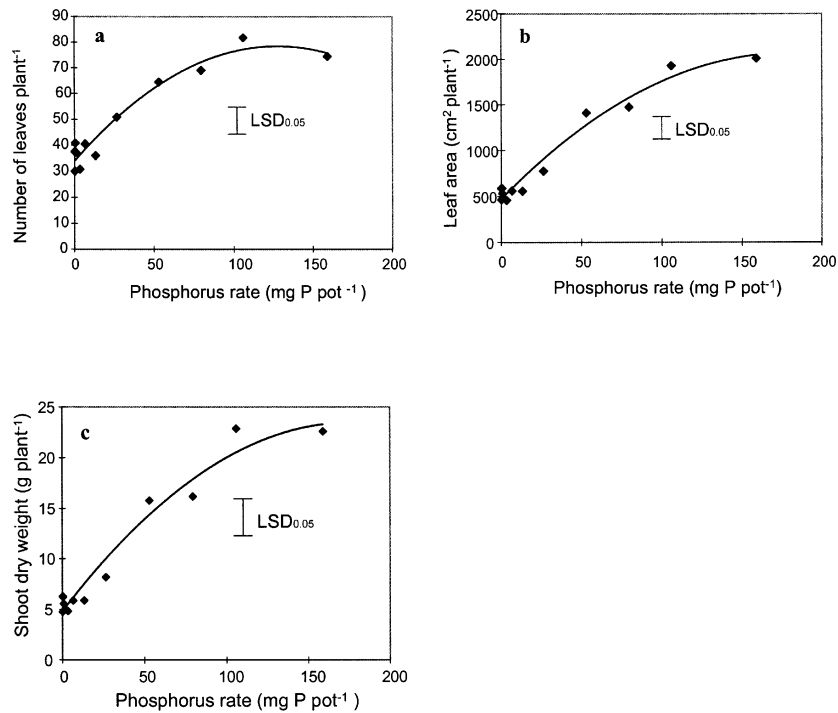 a
Number of leaves plant-1
90
80
70
60
50
40
30
20
10
0
LSD0.05
0 50 100 150 200
Phosphorus rate (mg P pot -1 )
b
Leaf area (cm2 plant-1)
2500
2000
1500
1000
500
0
LSD0.05
0 50 100 150 200
Phosphorus rate (mg P pot-1)
c
Shoot dry weight (g plant-1)
25
20
15
10
5
0
LSD0.05
0 50 100 150 200
Phosphorus rate (mg P pot-1 )